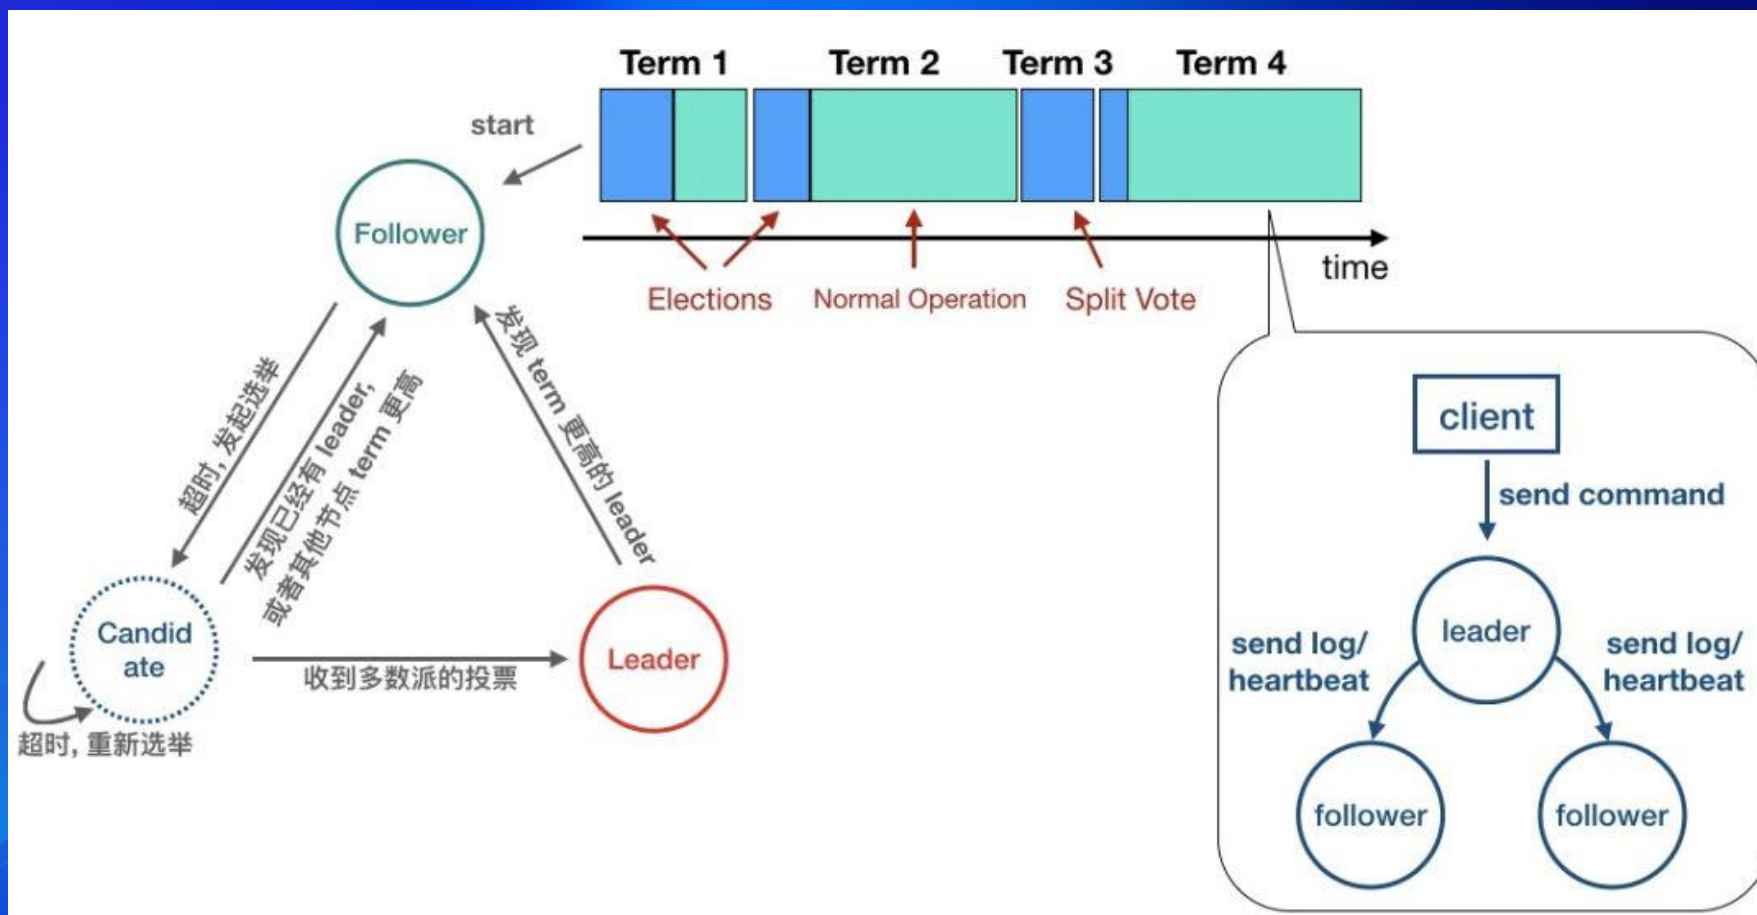 Term 1
Term 2
Term 3
Term 4
start
Follower
time
Elections
Normal Operation
Split Vote
超时, 发起选举
发现已经有 leader,
或者其他节点 term 更高
发现 term 更高的 leader
client
send command
Candid
ate
收到多数派的投票
Leader
超时, 重新选举
leader
send log/
heartbeat
send log/
heartbeat
follower
follower